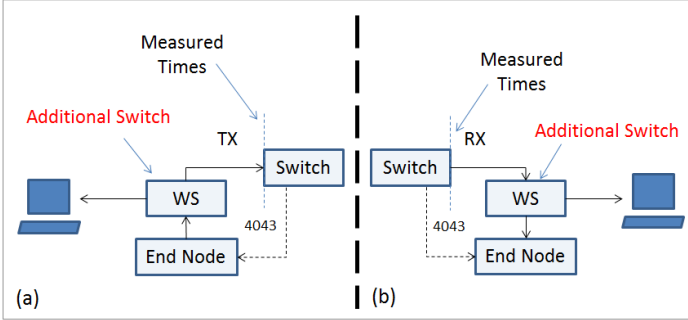 Measured
Times
Additional Switch
TX
Switch
WS
4043
End Node
(a)
Measured
Times
Additional Switch
RX
Switch
WS
4043
End Node
(b)